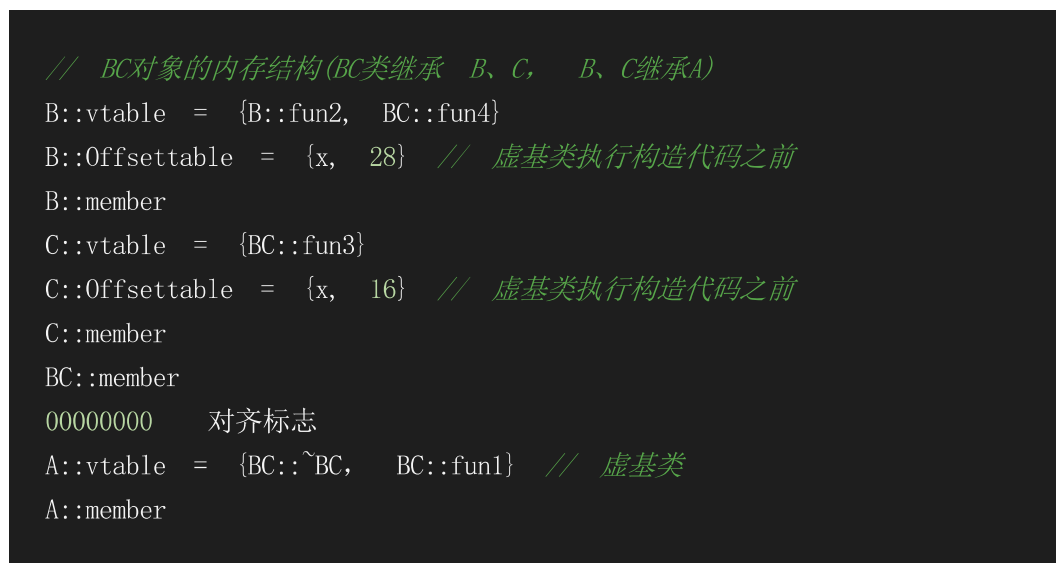 //  BC对象的内存结构(BC类继承  B、C,  B、C继承A)
B::vtable  =  {B::fun2,  BC::fun4}
B::Offsettable  =  {x,  28}  //  虚基类执行构造代码之前
B::member
C::vtable  =  {BC::fun3}
C::Offsettable  =  {x,  16}  //  虚基类执行构造代码之前
C::member
BC::member
00000000    对齐标志
A::vtable  =  {BC::~BC,  BC::fun1}  //  虚基类
A::member